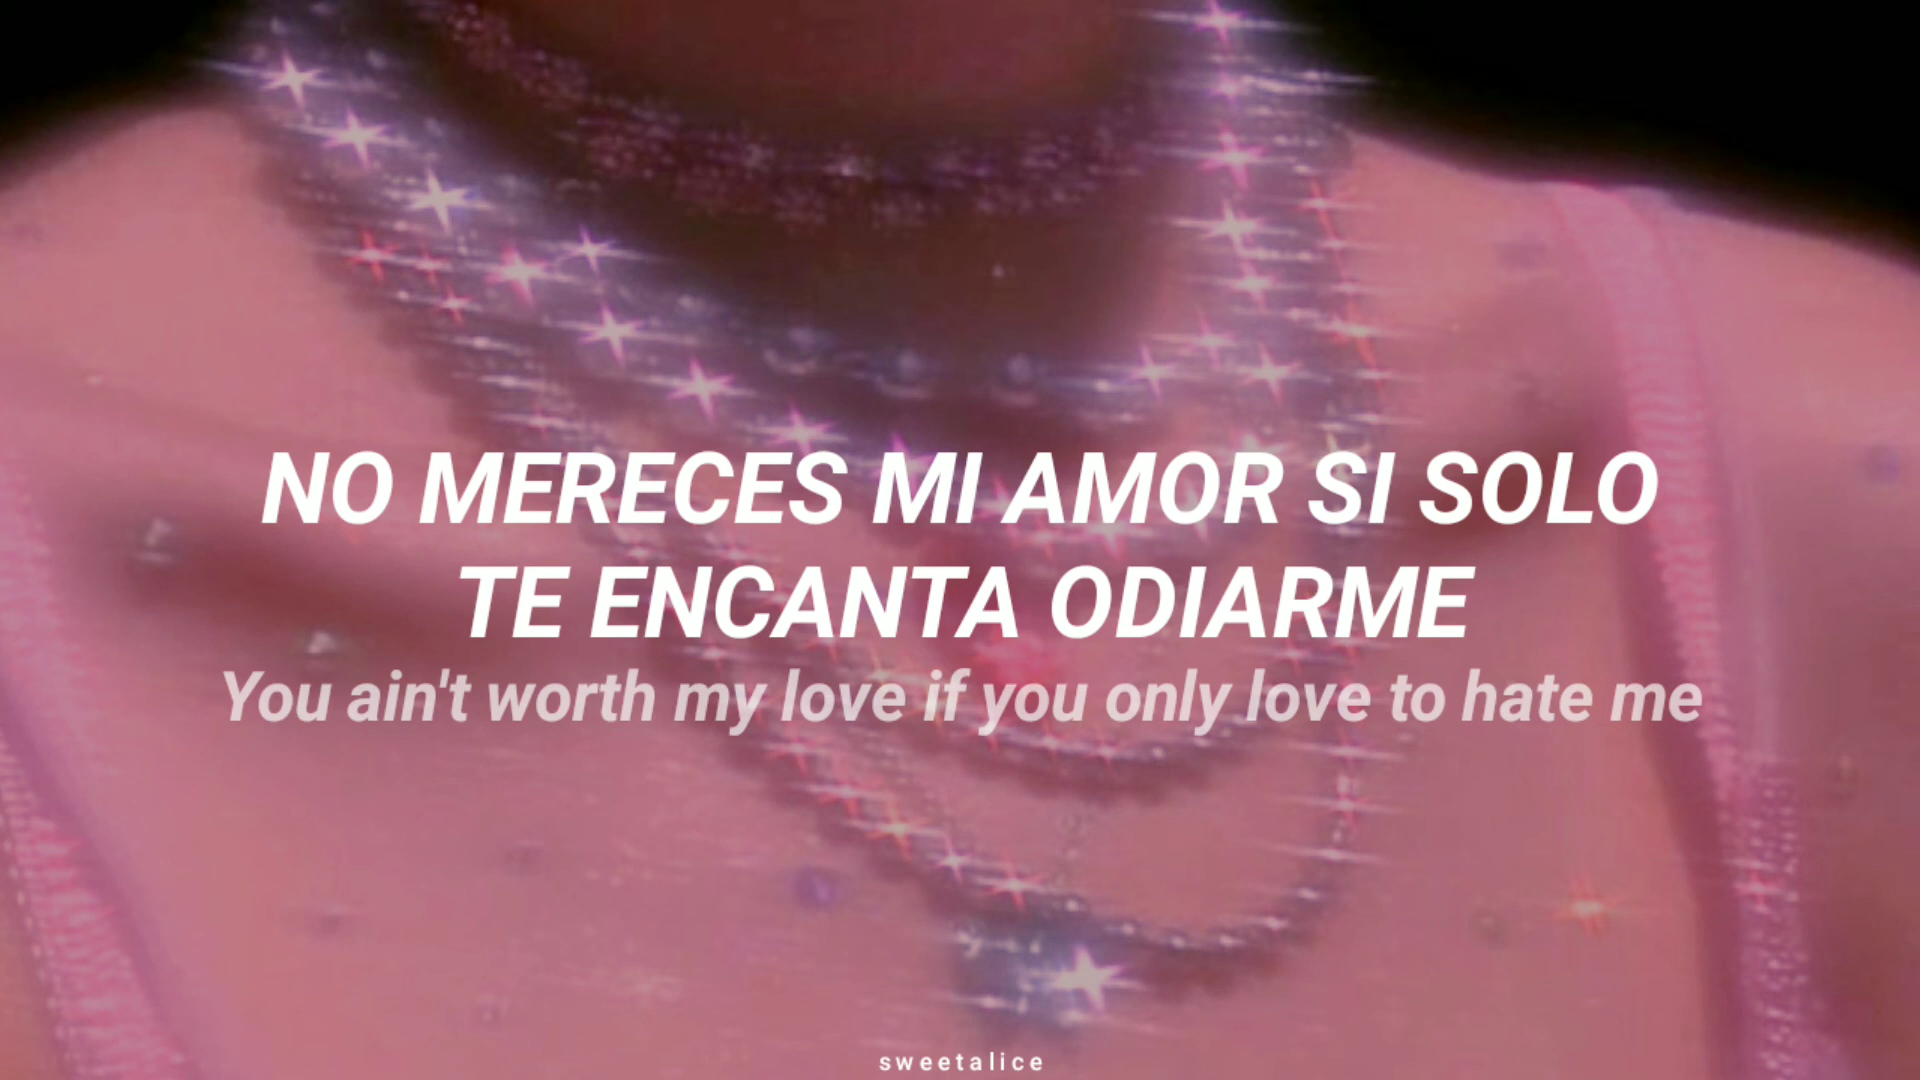 NO MERECES MI AMOR SI SOLO
TE ENCANTA ODIARME
You ain't worth my love if you only love to hate me
sweetalice